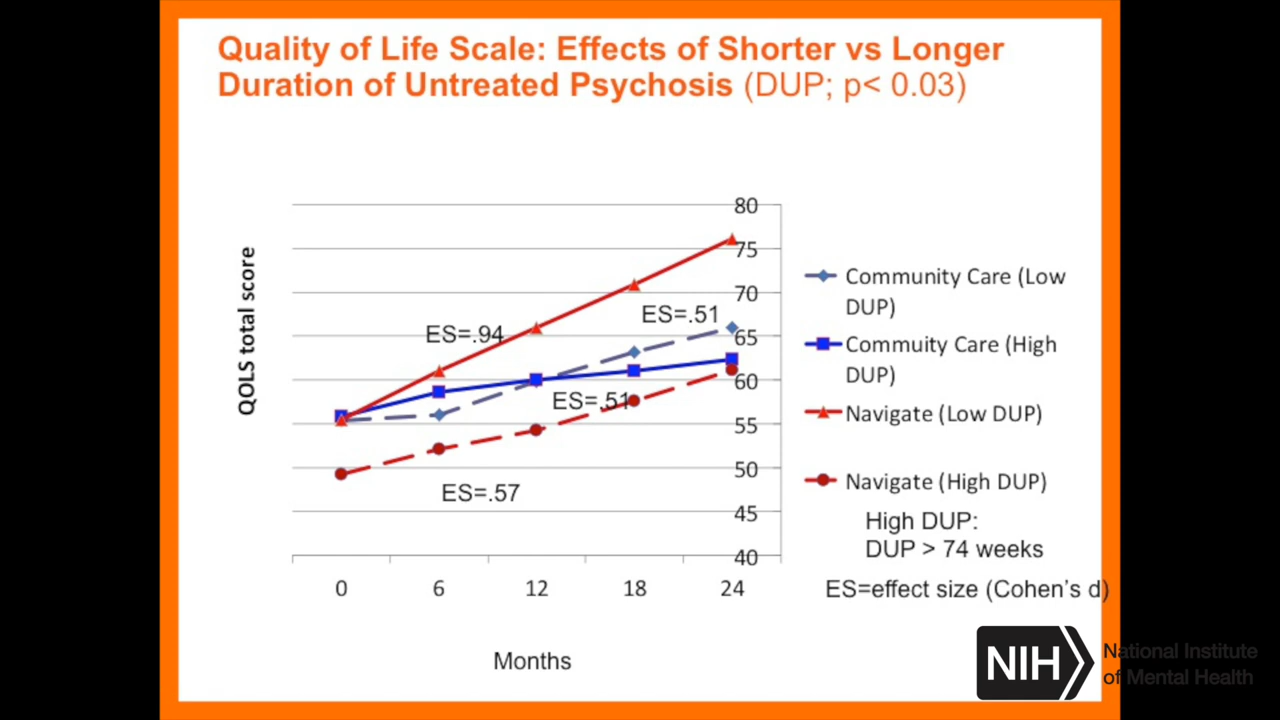 Quality of Life Scale: Effects of Shorter vs Longer
Duration of Untreated Psychosis (DUP; p< 0.03)
QOLS total score
80
75
70
65
60
55
50
45
40
ES=.94
ES=.51
ES=.51
ES=.57
0 6 12 18 24
Months
Community Care (Low
DUP)
Commuity Care (High
DUP)
Navigate (Low DUP)
Navigate (High DUP)
High DUP:
DUP > 74 weeks
ES=effect size (Cohen's d)
NIH
National Institute
of Mental Health